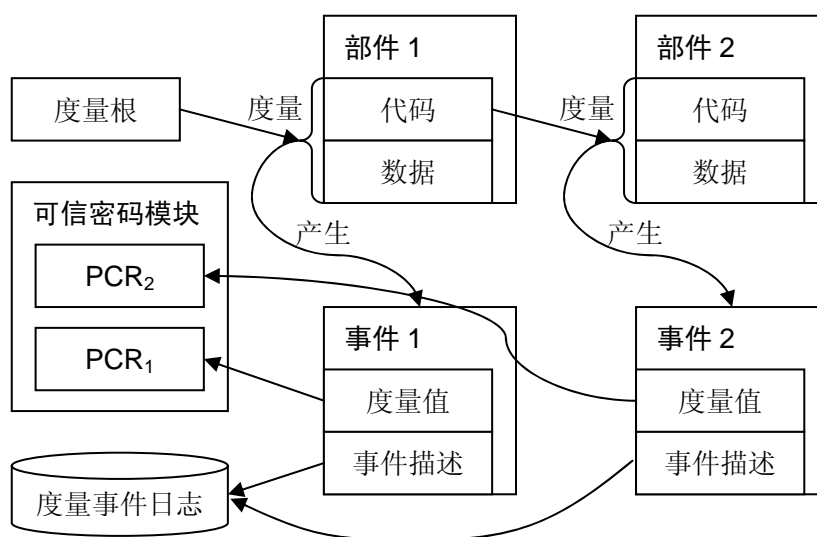 部件 1
部件 2
度量根
度量
代码
度量
代码
数据
数据
可信密码模块
产生
产生
PCR₂
PCR₁
事件 1
事件 2
度量值
度量值
事件描述
事件描述
度量事件日志